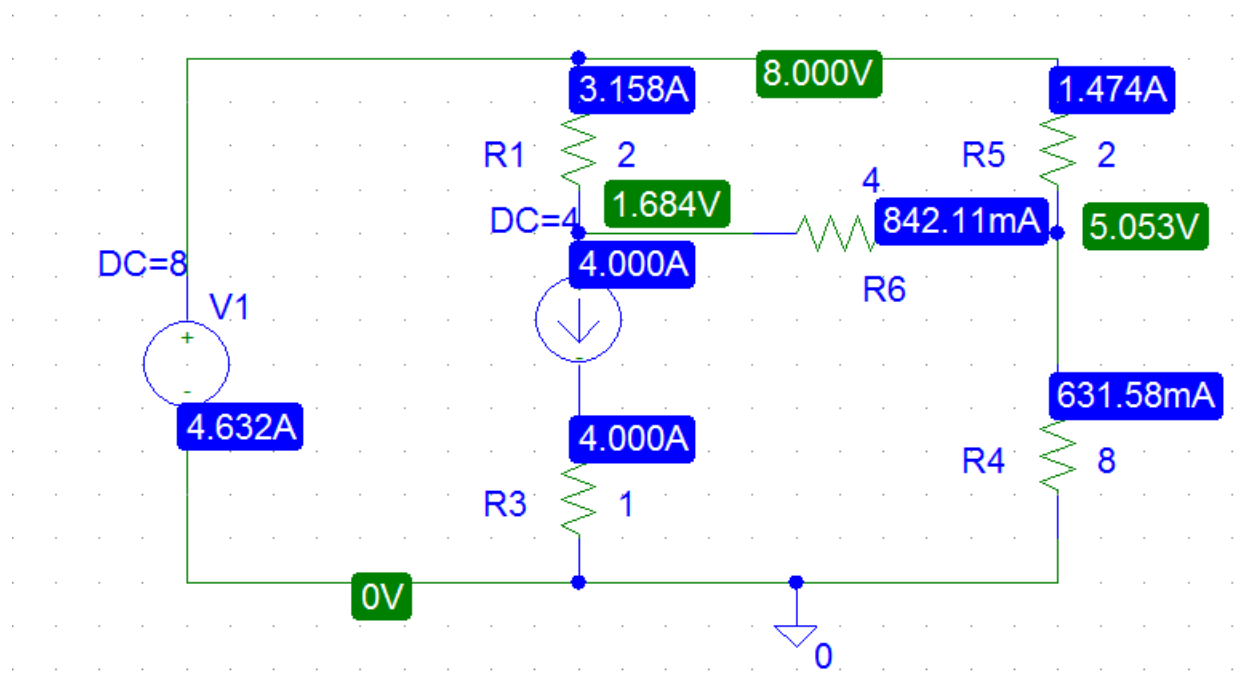 8.000V
3.158A
1.474A
R1
2
R5
2
4
1.684V
DC=4
842.11mA
5.053V
4.000A
DC=8
R6
V1
+
-
-
631.58mA
4.632A
4.000A
R4
8
R3
1
0V
0